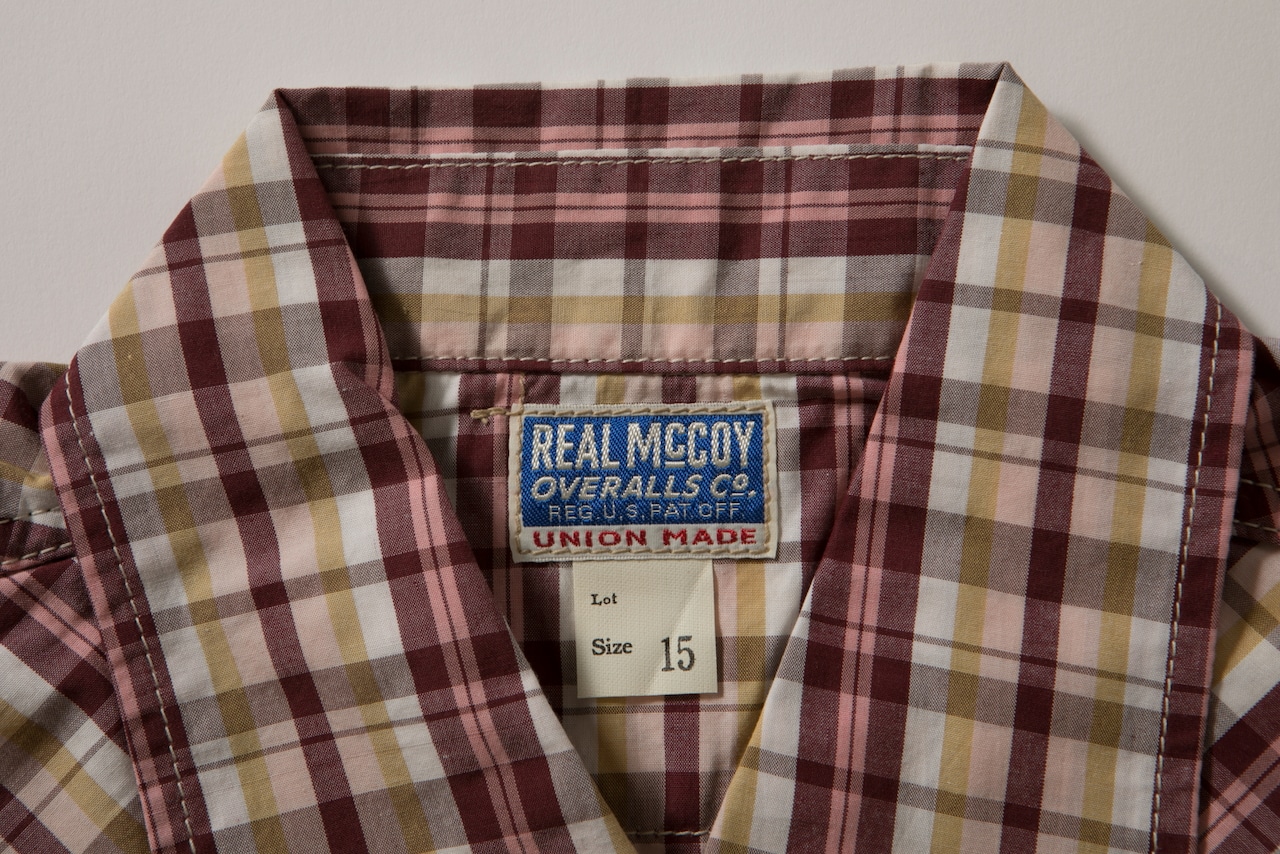 REAL McCOY
OVERALLS Co.
REG. U.S. PAT OFF
UNION MADE
Lot
Size 15